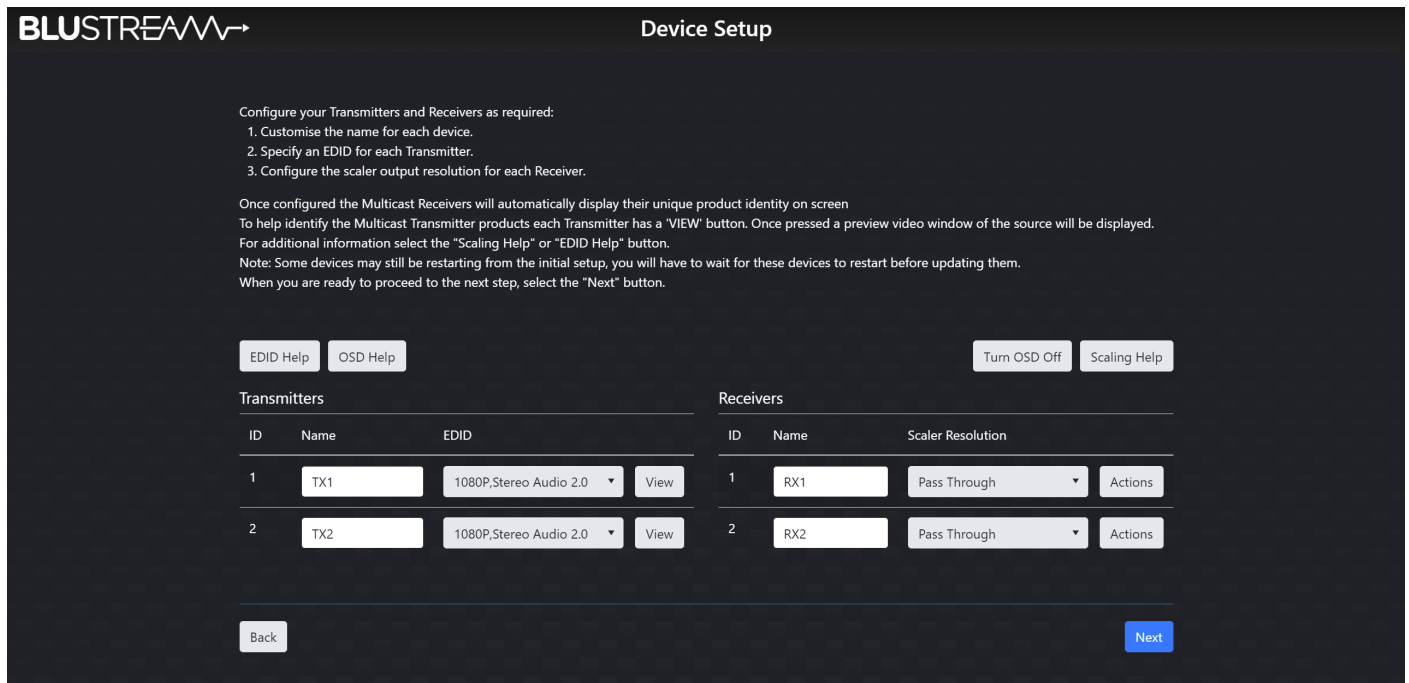 BLUSTREAM
Device Setup
Configure your Transmitters and Receivers as required:
1. Customise the name for each device.
2. Specify an EDID for each Transmitter.
3. Configure the scaler output resolution for each Receiver.
Once configured the Multicast Receivers will automatically display their unique product identity on screen
To help identify the Multicast Transmitter products each Transmitter has a 'VIEW' button. Once pressed a preview video window of the source will be displayed.
For additional information select the "Scaling Help" or "EDID Help" button.
Note: Some devices may still be restarting from the initial setup, you will have to wait for these devices to restart before updating them.
When you are ready to proceed to the next step, select the "Next" button.
EDID Help OSD Help Turn OSD Off Scaling Help
Transmitters Receivers
ID Name EDID ID Name Scaler Resolution
1 TX1 1080P,Stereo Audio 2.0 View 1 RX1 Pass Through Actions
2 TX2 1080P,Stereo Audio 2.0 View 2 RX2 Pass Through Actions
Back Next